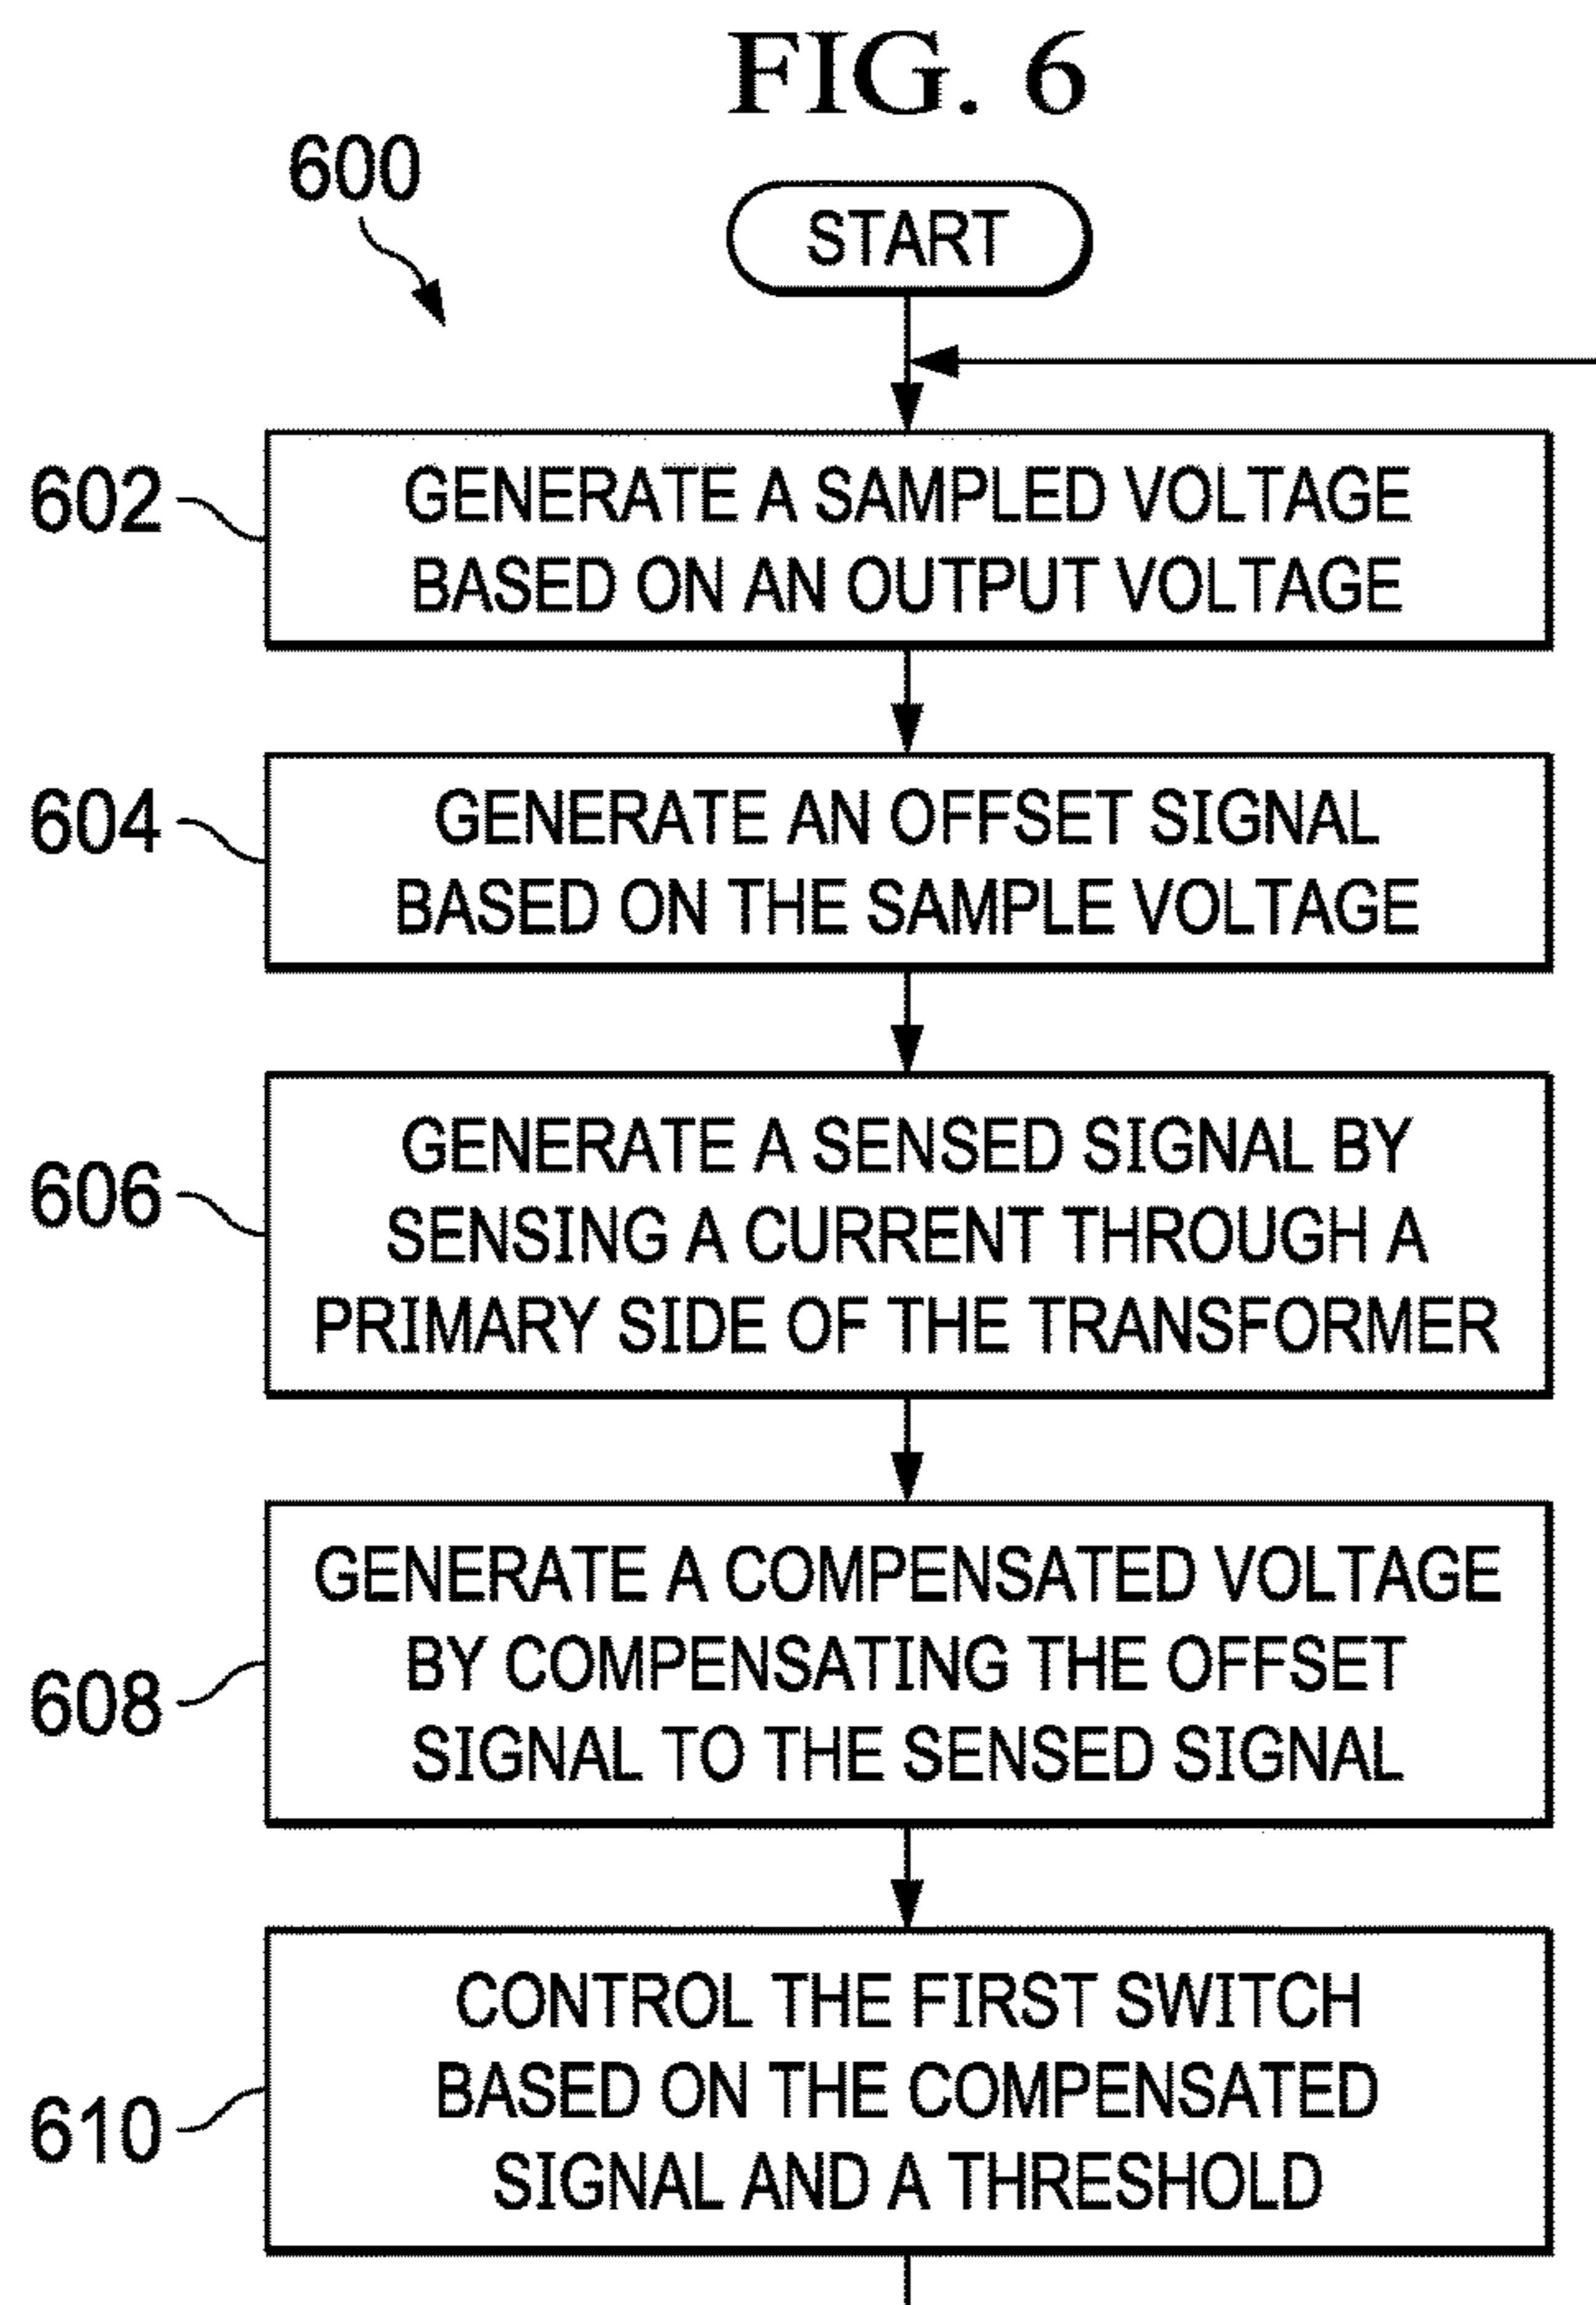 FIG. 6
600
START
602
GENERATE A SAMPLED VOLTAGE
BASED ON AN OUTPUT VOLTAGE
604
GENERATE AN OFFSET SIGNAL
BASED ON THE SAMPLE VOLTAGE
606
GENERATE A SENSED SIGNAL BY
SENSING A CURRENT THROUGH A
PRIMARY SIDE OF THE TRANSFORMER
608
GENERATE A COMPENSATED VOLTAGE
BY COMPENSATING THE OFFSET
SIGNAL TO THE SENSED SIGNAL
610
CONTROL THE FIRST SWITCH
BASED ON THE COMPENSATED
SIGNAL AND A THRESHOLD